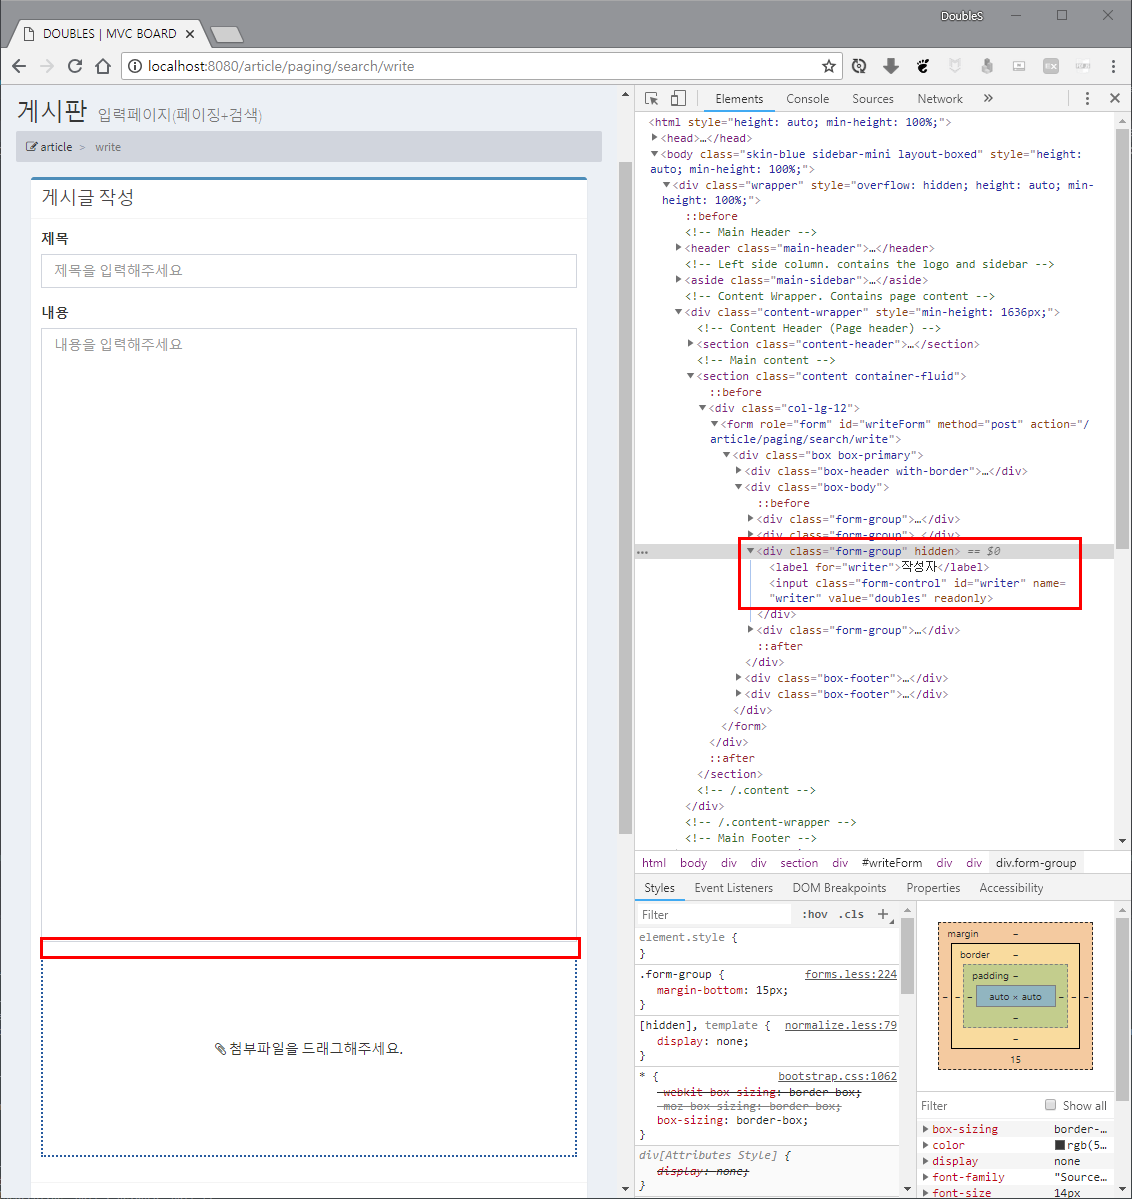 DoubleS
DOUBLES | MVC BOARD
localhost:8080/article/paging/search/write
게시판 입력페이지(페이징+검색)
article > write
게시글 작성
제목
제목을 입력해주세요
내용
내용을 입력해주세요
첨부파일을 드래그해주세요.
Elements Console Sources Network »
<html style="height: auto; min-height: 100%;">
<head>…</head>
<body class="skin-blue sidebar-mini layout-boxed" style="height:
auto; min-height: 100%;">
<div class="wrapper" style="overflow: hidden; height: auto; min-
height: 100%;">
::before
<!-- Main Header -->
<header class="main-header">…</header>
<!-- Left side column. contains the logo and sidebar -->
<aside class="main-sidebar">…</aside>
<!-- Content Wrapper. Contains page content -->
<div class="content-wrapper" style="min-height: 1636px;">
<!-- Content Header (Page header) -->
<section class="content-header">…</section>
<!-- Main content -->
<section class="content container-fluid">
::before
<div class="col-lg-12">
<form role="form" id="writeForm" method="post" action="/
article/paging/search/write">
<div class="box box-primary">
<div class="box-header with-border">…</div>
<div class="box-body">
::before
<div class="form-group">…</div>
<div class="form-group">…</div>
… <div class="form-group" hidden> == $0
<label for="writer">작성자</label>
<input class="form-control" id="writer" name=
"writer" value="doubles" readonly>
</div>
<div class="form-group">…</div>
::after
</div>
<div class="box-footer">…</div>
<div class="box-footer">…</div>
</div>
</form>
</div>
::after
</section>
<!-- /.content -->
</div>
<!-- /.content-wrapper -->
<!-- Main Footer -->
html body div div section div #writeForm div div div.form-group
Styles Event Listeners DOM Breakpoints Properties Accessibility
Filter :hov .cls +
element.style {
}
.form-group { forms.less:224
margin-bottom: 15px;
}
[hidden], template { normalize.less:79
display: none;
}
* { bootstrap.css:1062
-webkit-box-sizing: border-box;
-moz-box-sizing: border-box;
box-sizing: border-box;
}
div[Attributes Style] {
display: none;
}
margin –
border –
padding –
– – – auto × auto – – –
–
–
15
Filter Show all
box-sizing border-…
color rgb(5…
display none
font-family "Source…
font-size 14px